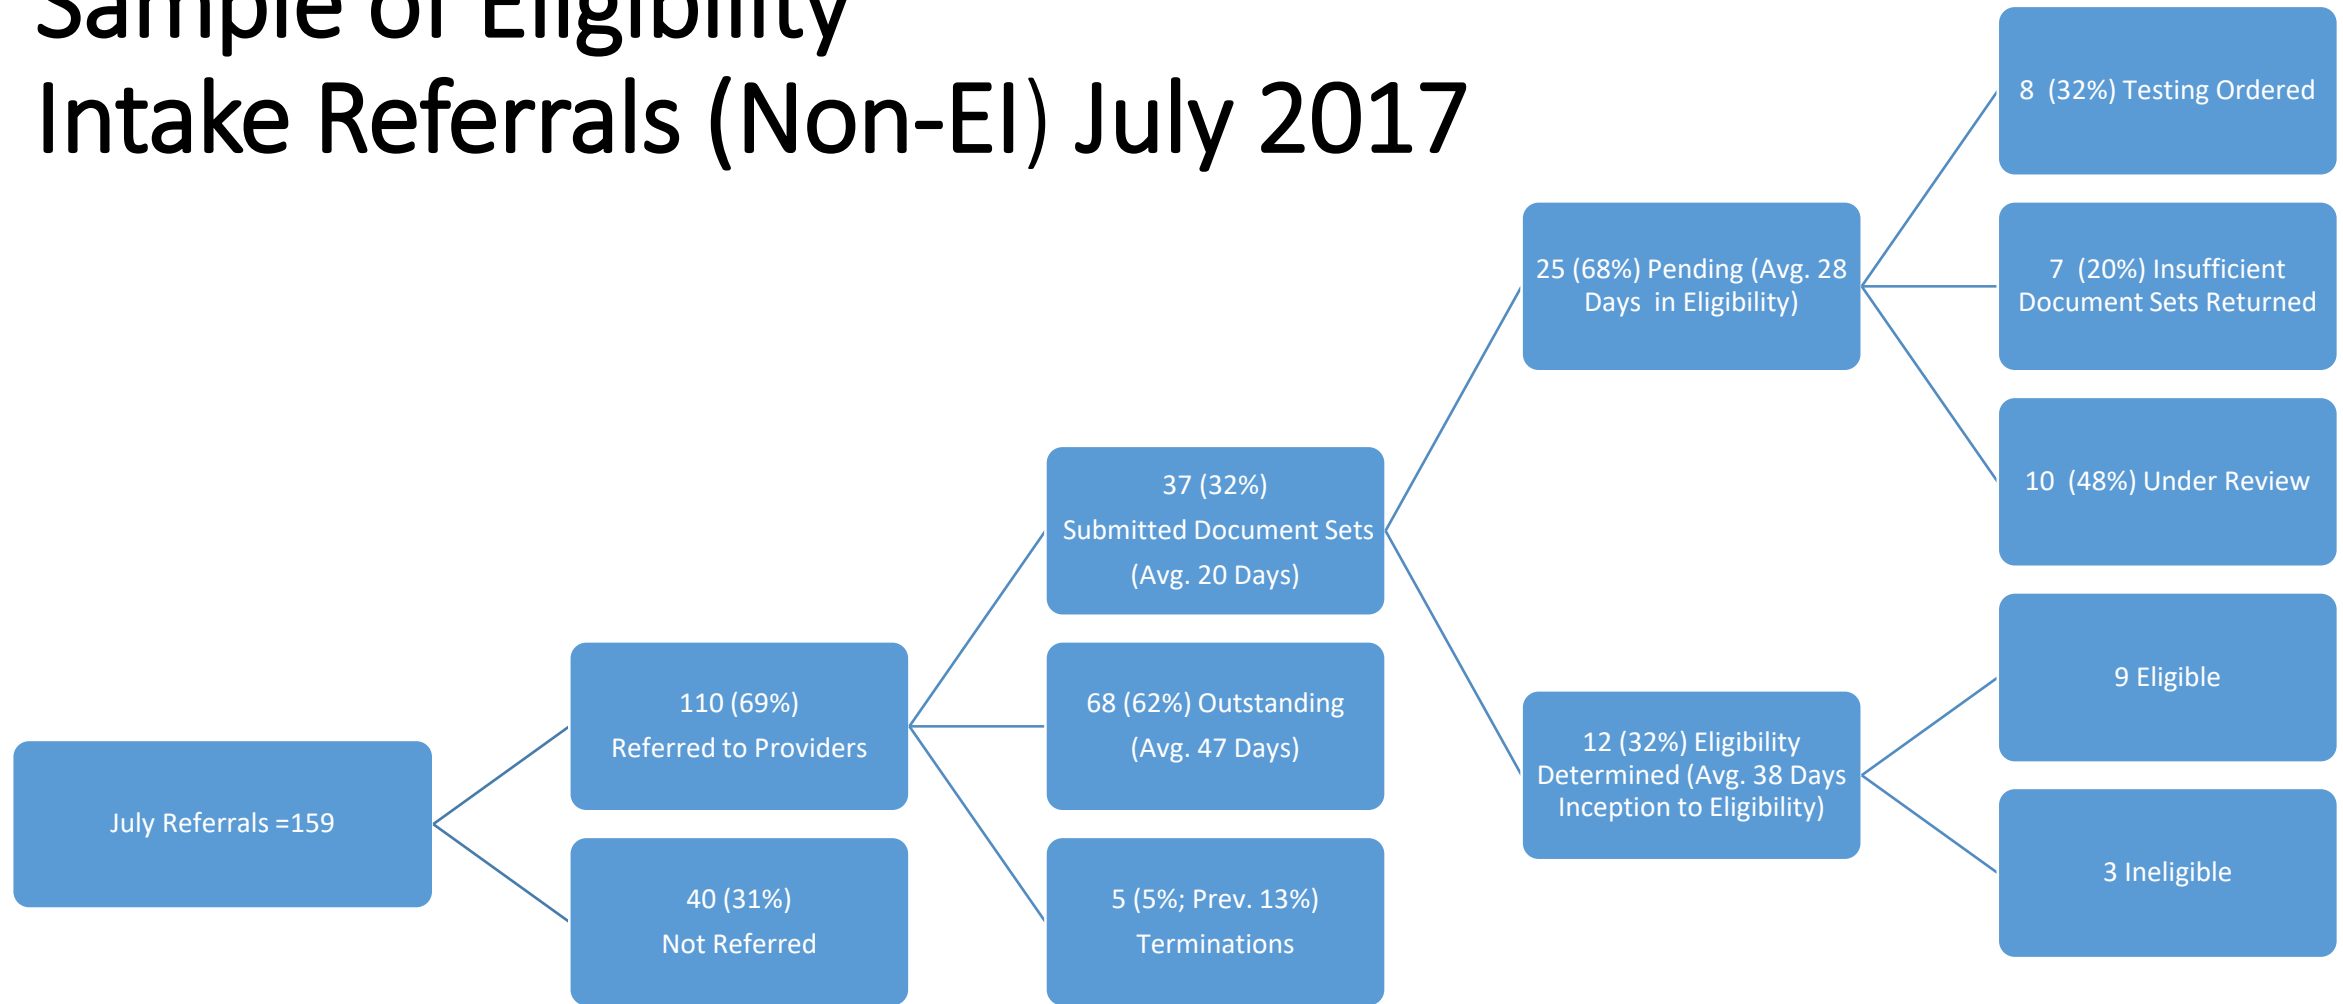 Sample of Eligibility
Intake Referrals (Non-EI) July 2017
July Referrals =159
110 (69%)
Referred to Providers
40 (31%)
Not Referred
37 (32%)
Submitted Document Sets
(Avg. 20 Days)
68 (62%) Outstanding
(Avg. 47 Days)
5 (5%; Prev. 13%)
Terminations
25 (68%) Pending (Avg. 28
Days in Eligibility)
12 (32%) Eligibility
Determined (Avg. 38 Days
Inception to Eligibility)
8 (32%) Testing Ordered
7 (20%) Insufficient
Document Sets Returned
10 (48%) Under Review
9 Eligible
3 Ineligible